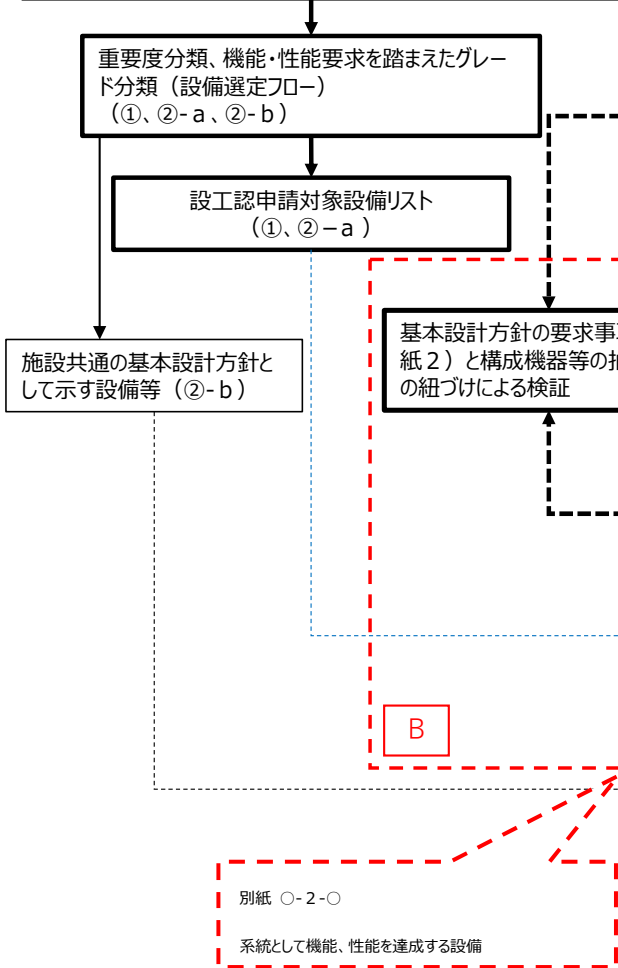 重要度分類、機能・性能要求を踏まえたグレー
ド分類（設備選定フロー）
（①、②-ａ、②-ｂ）
設工認申請対象設備リスト
（①、②－ａ）
基本設計方針の要求事
紙２）と構成機器等の
の紐づけによる検証
施設共通の基本設計方針と
して示す設備等（②-ｂ）
B
別紙 ○-２-○
系統として機能、性能を達成する設備